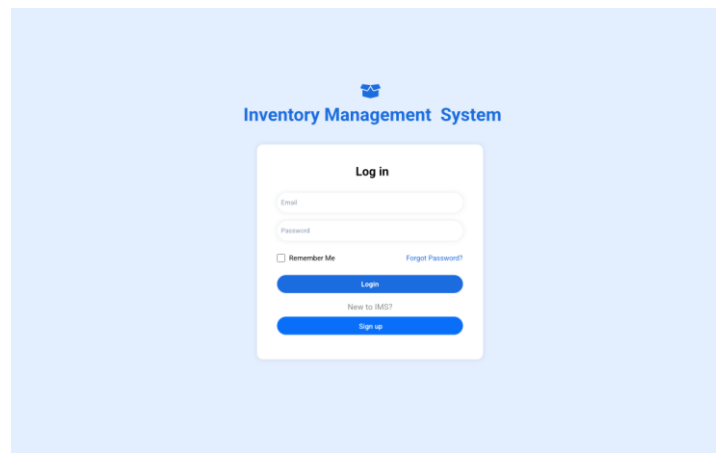 Inventory Management System
Log in
Email
Password
Remember Me Forgot Password?
Login
New to IMS?
Sign up